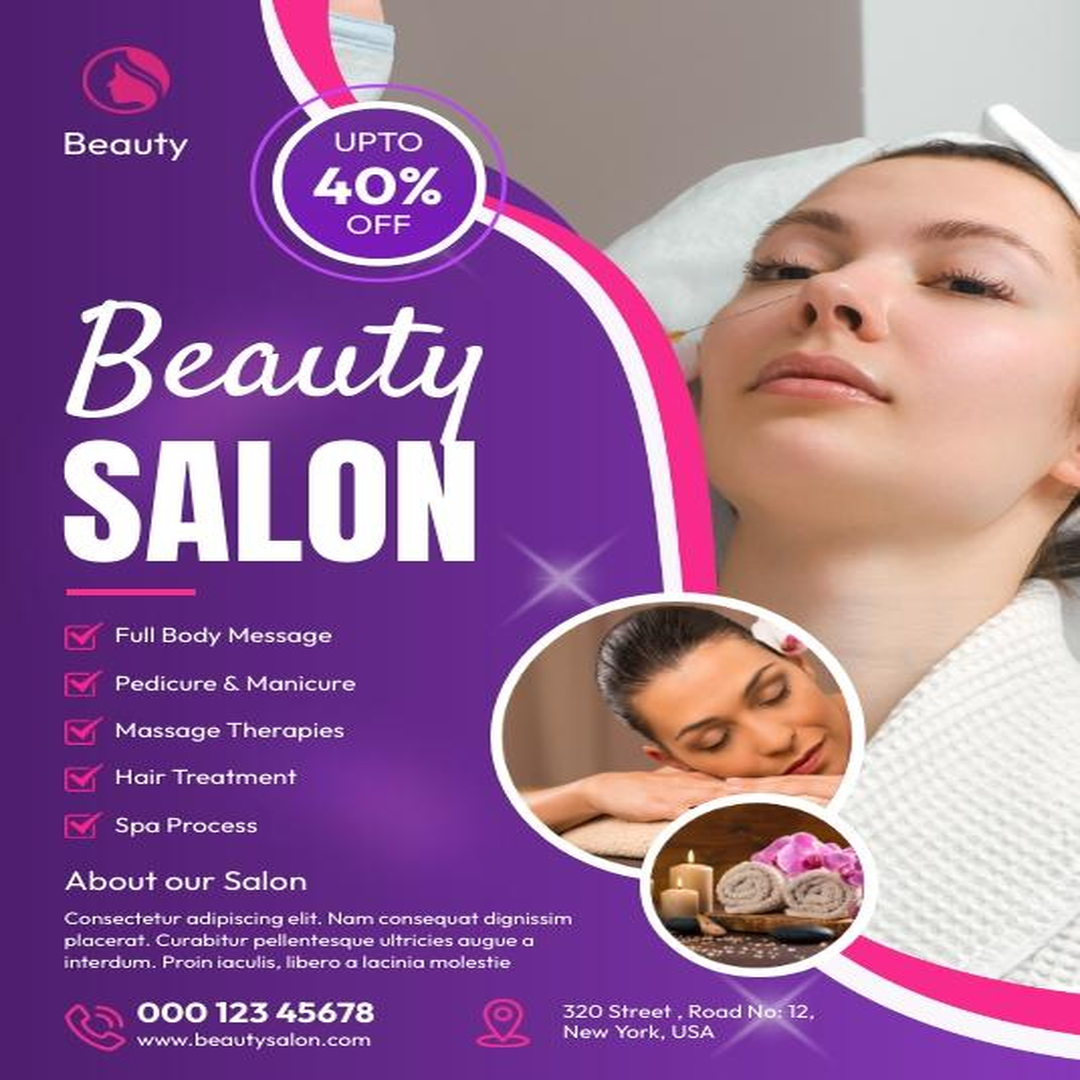 Beauty
UPTO
40%
OFF
Beauty
SALON
Full Body Message
Pedicure & Manicure
Massage Therapies
Hair Treatment
Spa Process
About our Salon
Consectetur adipiscing elit. Nam consequat dignissim
placerat. Curabitur pellentesque ultricies augue a
interdum. Proin iaculis, libero a lacinia molestie
000 123 45678
www.beautysalon.com
320 Street , Road No: 12,
New York, USA